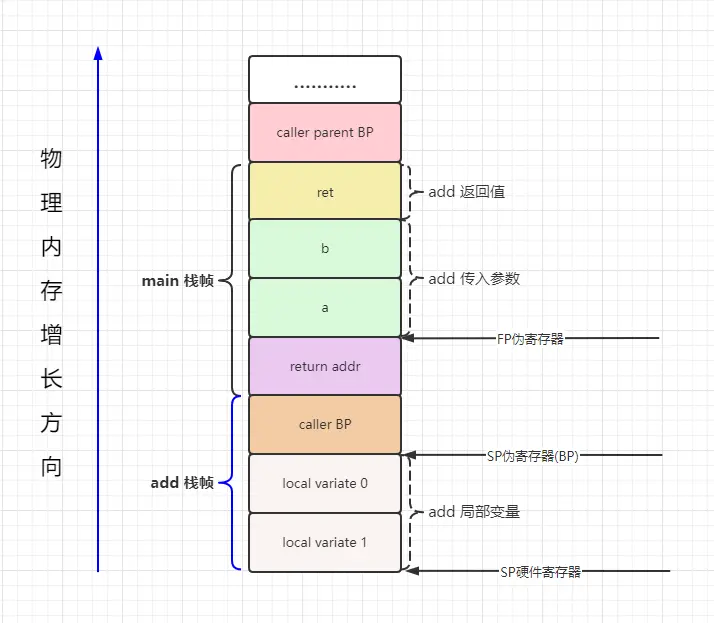 ...........
caller parent BP
ret
add 返回值
b
main 栈帧
add 传入参数
a
FP伪寄存器
return addr
caller BP
SP伪寄存器(BP)
add 栈帧
local variate 0
add 局部变量
local variate 1
SP硬件寄存器
物
理
内
存
增
长
方
向